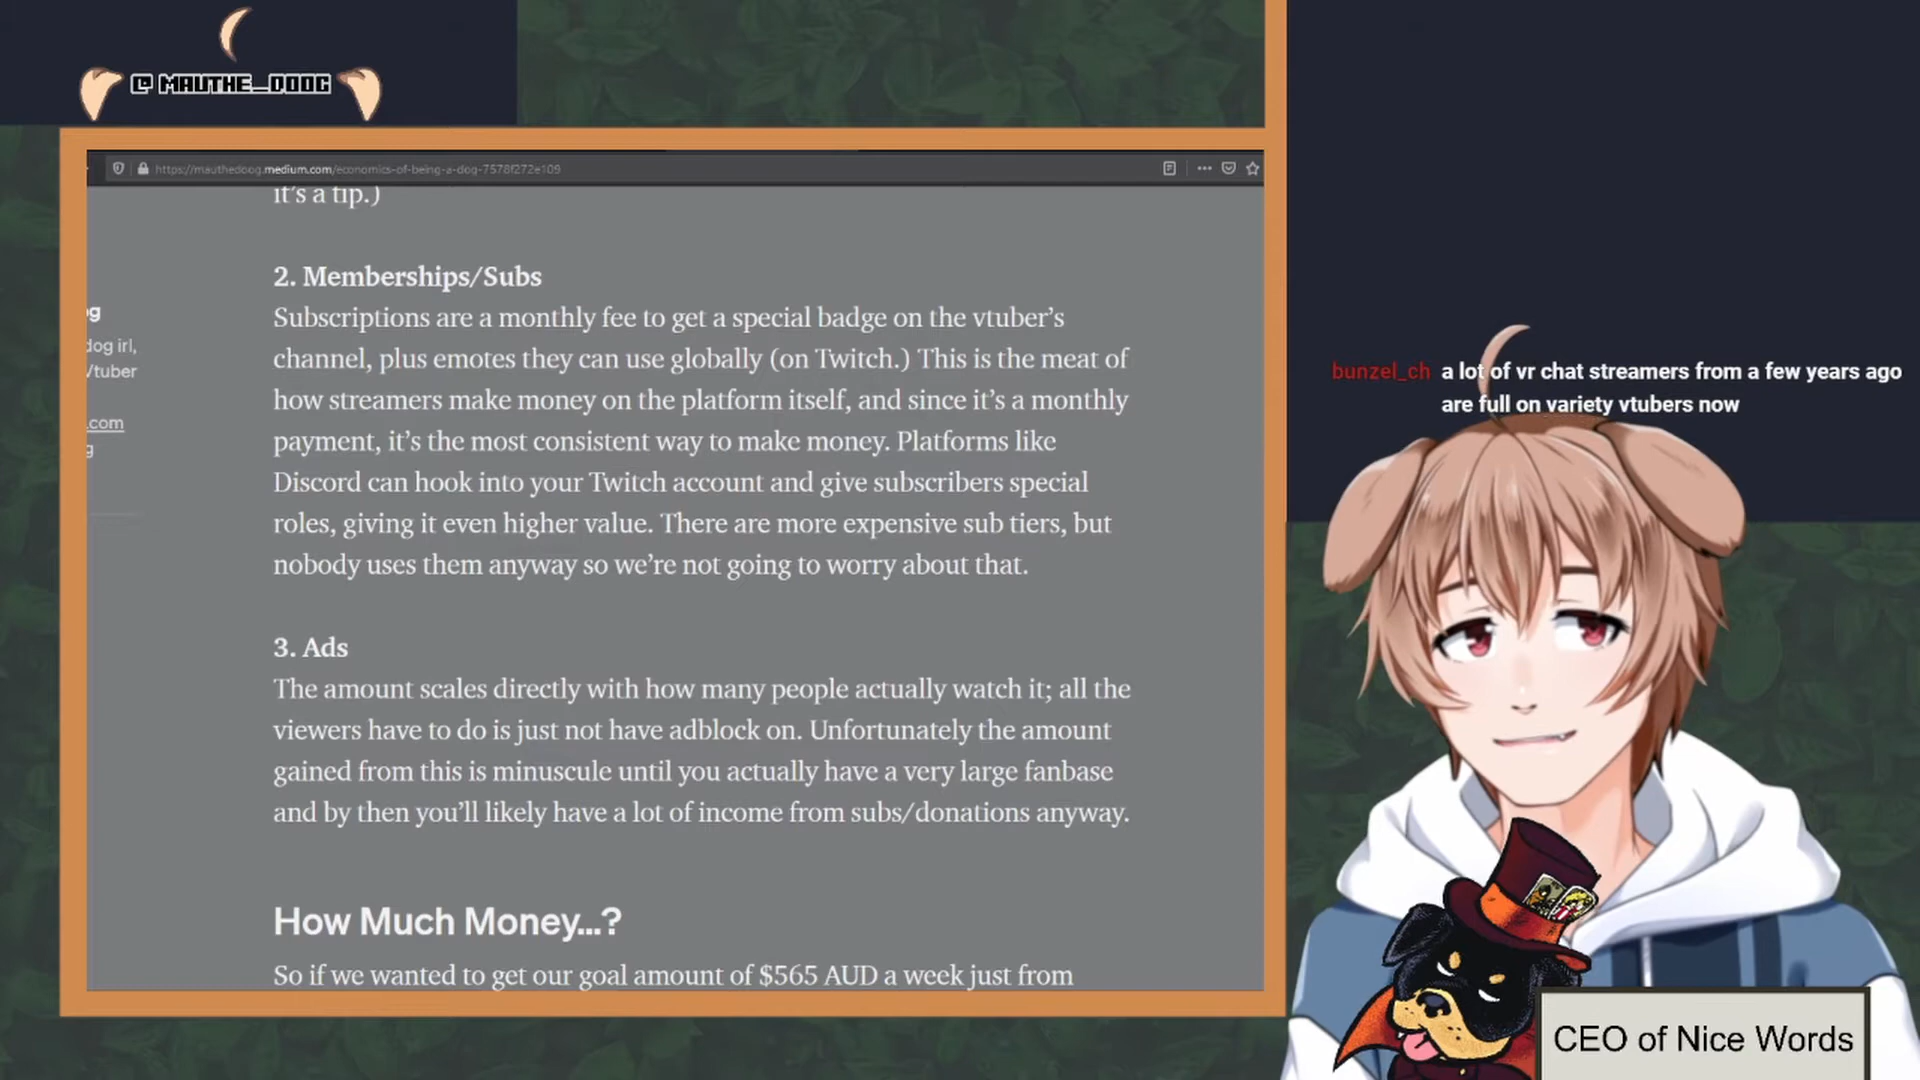 @ MAUTHE_DOOG
https://mauthedoog.medium.com/economics-of-being-a-dog-7578f272e109
it's a tip.)
2. Memberships/Subs
Subscriptions are a monthly fee to get a special badge on the vtuber's
channel, plus emotes they can use globally (on Twitch.) This is the meat of
how streamers make money on the platform itself, and since it's a monthly
payment, it's the most consistent way to make money. Platforms like
Discord can hook into your Twitch account and give subscribers special
roles, giving it even higher value. There are more expensive sub tiers, but
nobody uses them anyway so we're not going to worry about that.
og
dog irl,
Vtuber
.com
g
3. Ads
The amount scales directly with how many people actually watch it; all the
viewers have to do is just not have adblock on. Unfortunately the amount
gained from this is minuscule until you actually have a very large fanbase
and by then you'll likely have a lot of income from subs/donations anyway.
How Much Money...?
So if we wanted to get our goal amount of $565 AUD a week just from
bunzel_ch a lot of vr chat streamers from a few years ago
are full on variety vtubers now
CEO of Nice Words